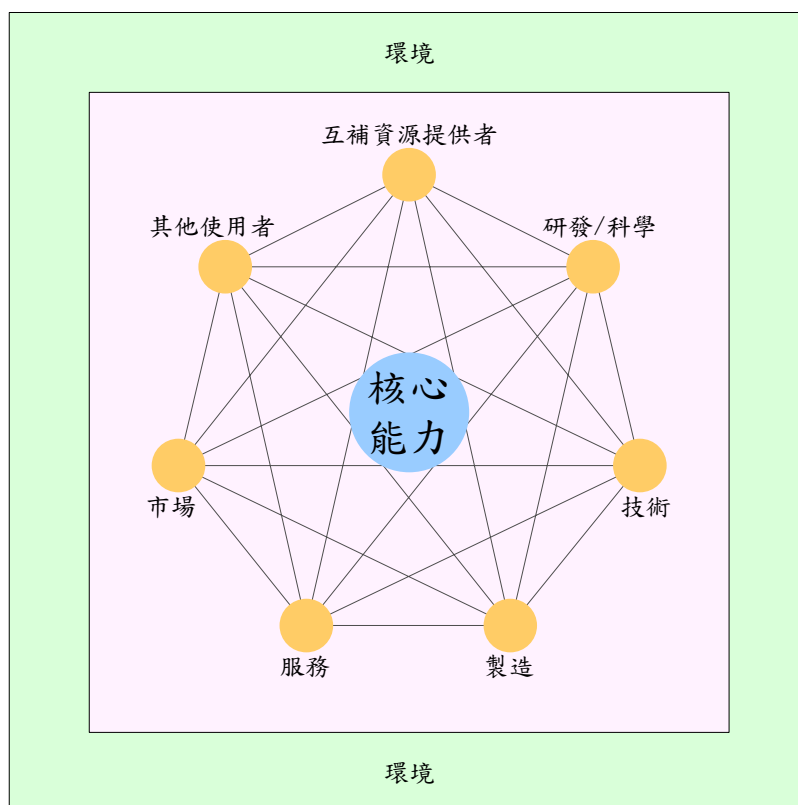 環境
互補資源提供者
其他使用者
研發/科學
核心
能力
市場
技術
服務
製造
環境